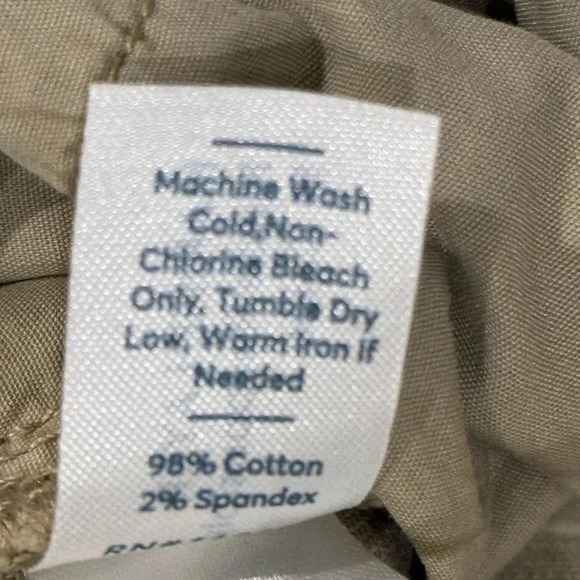 Machine Wash
Cold,Non-
Chlorine Bleach
Only. Tumble Dry
Low, Warm Iron if
Needed
98% Cotton
2% Spandex